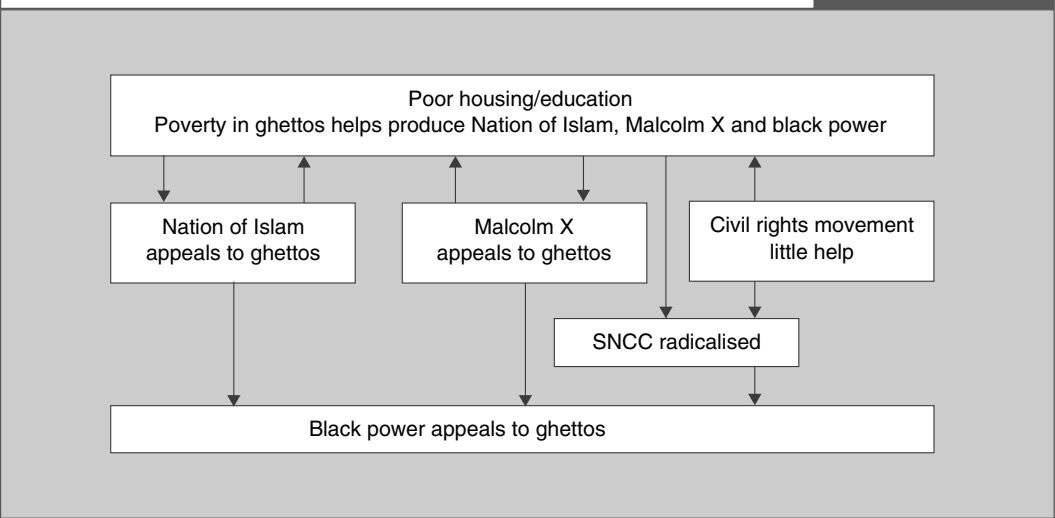 Poor housing/education
Poverty in ghettos helps produce Nation of Islam, Malcolm X and black power
Nation of Islam
appeals to ghettos
Malcolm X
appeals to ghettos
Civil rights movement
little help
SNCC radicalised
Black power appeals to ghettos